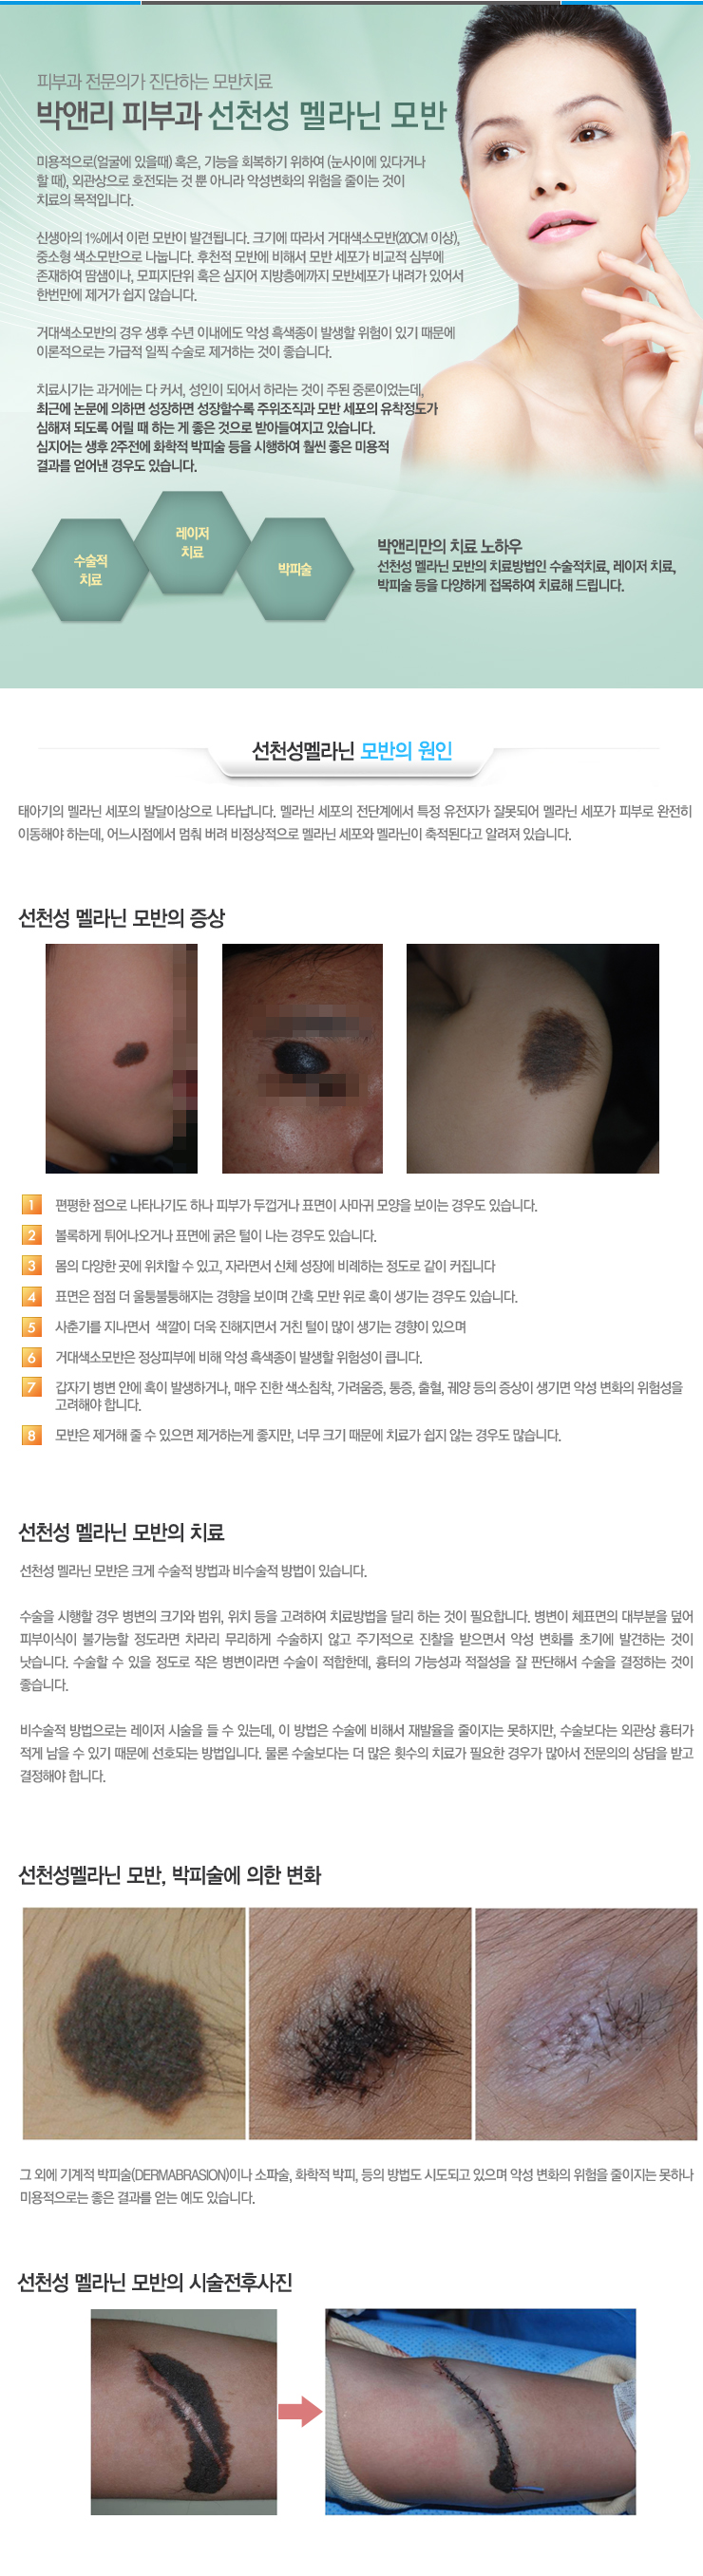 피부과 전문의가 진단하는 모반치료
박앤리 피부과 선천성 멜라닌 모반
미용적으로(얼굴에 있을때) 혹은, 기능을 회복하기 위하여 (눈사이에 있다거나
할 때), 외관상으로 호전되는 것 뿐 아니라 악성변화의 위험을 줄이는 것이
치료의 목적입니다.
신생아의 1%에서 이런 모반이 발견됩니다. 크기에 따라서 거대색소모반(20CM 이상),
중소형 색소모반으로 나눕니다. 후천적 모반에 비해서 모반 세포가 비교적 심부에
존재하여 땀샘이나, 모피지단위 혹은 심지어 지방층에까지 모반세포가 내려가 있어서
한번만에 제거가 쉽지 않습니다.
거대색소모반의 경우 생후 수년 이내에도 악성 흑색종이 발생할 위험이 있기 때문에
이론적으로는 가급적 일찍 수술로 제거하는 것이 좋습니다.
치료시기는 과거에는 다 커서, 성인이 되어서 하라는 것이 주된 중론이었는데,
최근에 논문에 의하면 성장하면 성장할수록 주위조직과 모반 세포의 유착정도가
심해져 되도록 어릴 때 하는 게 좋은 것으로 받아들여지고 있습니다.
심지어는 생후 2주전에 화학적 박피술 등을 시행하여 훨씬 좋은 미용적
결과를 얻어낸 경우도 있습니다.
수술적
치료
레이저
치료
박피술
박앤리만의 치료 노하우
선천성 멜라닌 모반의 치료방법인 수술적치료, 레이저 치료,
박피술 등을 다양하게 접목하여 치료해 드립니다.
선천성멜라닌 모반의 원인
태아기의 멜라닌 세포의 발달이상으로 나타납니다. 멜라닌 세포의 전단계에서 특정 유전자가 잘못되어 멜라닌 세포가 피부로 완전히
이동해야 하는데, 어느시점에서 멈춰 버려 비정상적으로 멜라닌 세포와 멜라닌이 축적된다고 알려져 있습니다.
선천성 멜라닌 모반의 증상
1 편평한 점으로 나타나기도 하나 피부가 두껍거나 표면이 사마귀 모양을 보이는 경우도 있습니다.
2 볼록하게 튀어나오거나 표면에 굵은 털이 나는 경우도 있습니다.
3 몸의 다양한 곳에 위치할 수 있고, 자라면서 신체 성장에 비례하는 정도로 같이 커집니다
4 표면은 점점 더 울퉁불퉁해지는 경향을 보이며 간혹 모반 위로 혹이 생기는 경우도 있습니다.
5 사춘기를 지나면서 색깔이 더욱 진해지면서 거친 털이 많이 생기는 경향이 있으며
6 거대색소모반은 정상피부에 비해 악성 흑색종이 발생할 위험성이 큽니다.
7 갑자기 병변 안에 혹이 발생하거나, 매우 진한 색소침착, 가려움증, 통증, 출혈, 궤양 등의 증상이 생기면 악성 변화의 위험성을
고려해야 합니다.
8 모반은 제거해 줄 수 있으면 제거하는게 좋지만, 너무 크기 때문에 치료가 쉽지 않는 경우도 많습니다.
선천성 멜라닌 모반의 치료
선천성 멜라닌 모반은 크게 수술적 방법과 비수술적 방법이 있습니다.
수술을 시행할 경우 병변의 크기와 범위, 위치 등을 고려하여 치료방법을 달리 하는 것이 필요합니다. 병변이 체표면의 대부분을 덮어
피부이식이 불가능할 정도라면 차라리 무리하게 수술하지 않고 주기적으로 진찰을 받으면서 악성 변화를 초기에 발견하는 것이
낫습니다. 수술할 수 있을 정도로 작은 병변이라면 수술이 적합한데, 흉터의 가능성과 적절성을 잘 판단해서 수술을 결정하는 것이
좋습니다.
비수술적 방법으로는 레이저 시술을 들 수 있는데, 이 방법은 수술에 비해서 재발율을 줄이지는 못하지만, 수술보다는 외관상 흉터가
적게 남을 수 있기 때문에 선호되는 방법입니다. 물론 수술보다는 더 많은 횟수의 치료가 필요한 경우가 많아서 전문의의 상담을 받고
결정해야 합니다.
선천성멜라닌 모반, 박피술에 의한 변화
그 외에 기계적 박피술(DERMABRASION)이나 소파술, 화학적 박피, 등의 방법도 시도되고 있으며 악성 변화의 위험을 줄이지는 못하나
미용적으로는 좋은 결과를 얻는 예도 있습니다.
선천성 멜라닌 모반의 시술전후사진